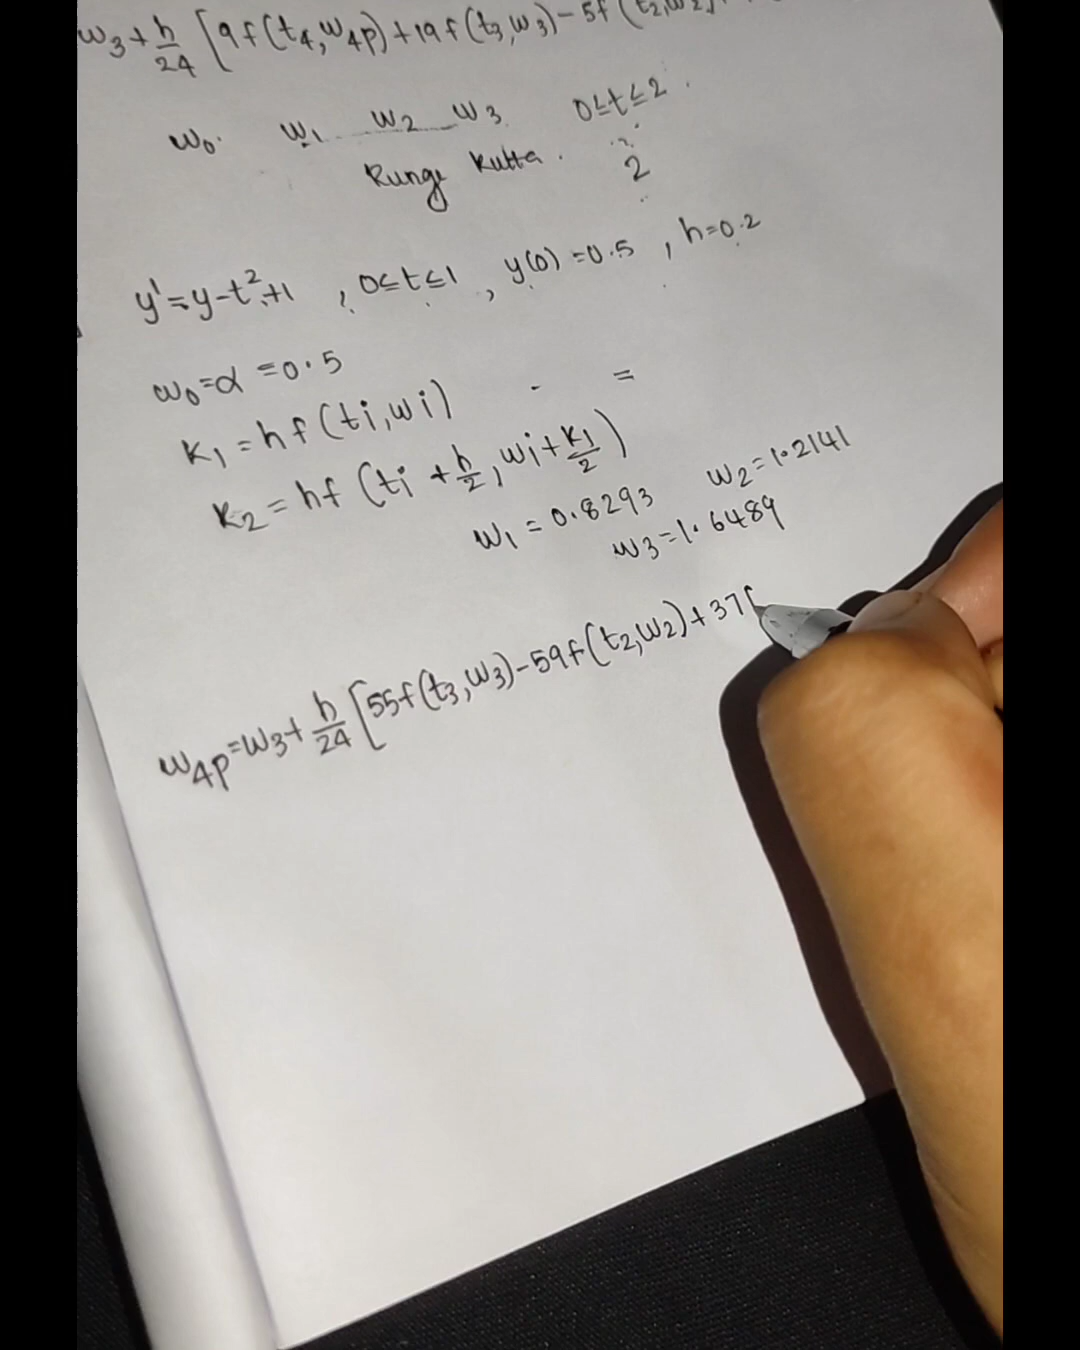 w₃+h/24 [9f(t₄,w₄p)+19f(t₃,w₃)-5f(t₂,w₂)
w₀. w₁ w₂ w₃ 0≤t≤2.
Runge Kutta. 2
y'=y-t²+1 , 0≤t≤1 , y(0)=0.5 , h=0.2
w₀=α=0.5
K₁=hf(ti,wi) =
K₂=hf(ti+h/2,wi+K₁/2)
w₁=0.8293 w₂=1.2141
w₃=1.6489
w₄p=w₃+h/24[55f(t₃,w₃)-59f(t₂,w₂)+37f